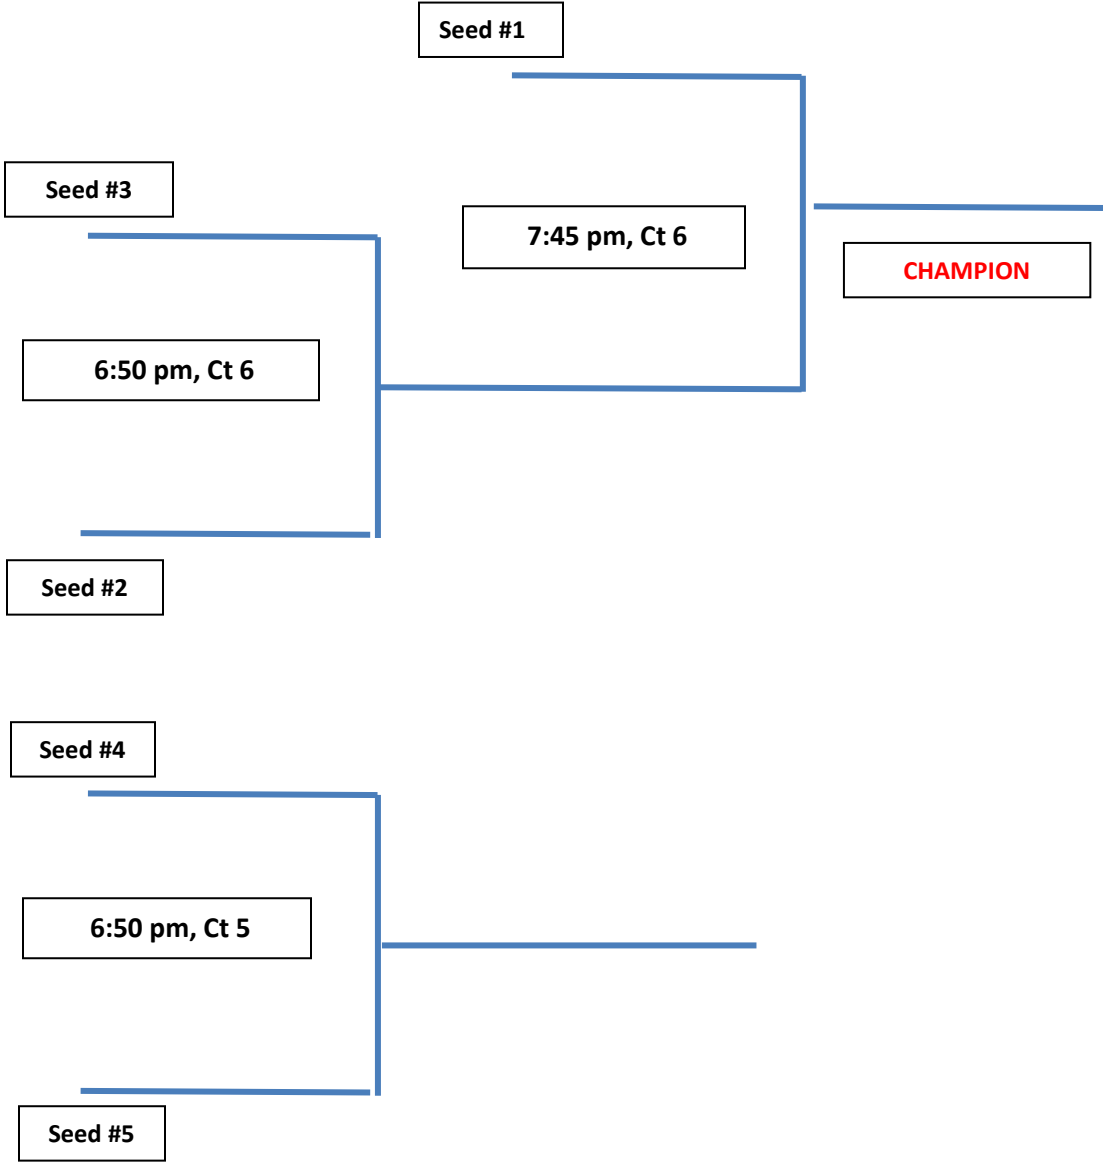 Seed #1
Seed #3
7:45 pm, Ct 6
CHAMPION
6:50 pm, Ct 6
Seed #2
Seed #4
6:50 pm, Ct 5
Seed #5